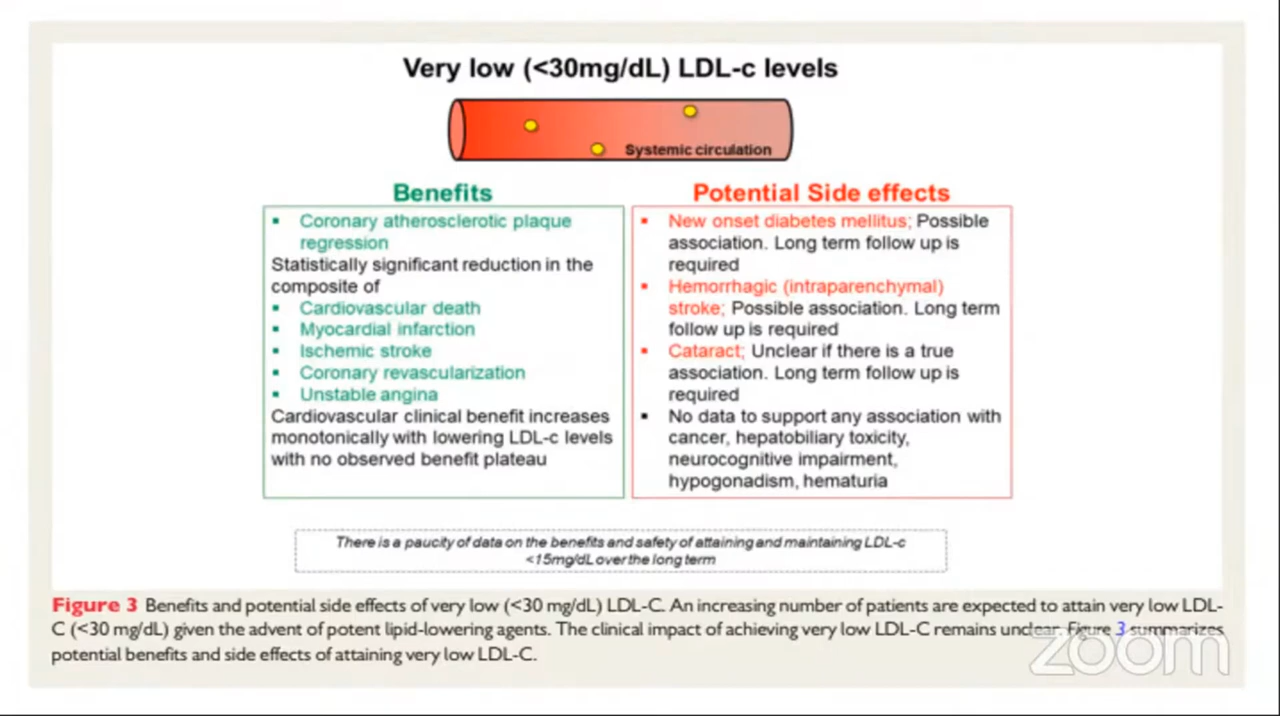 Very low (<30mg/dL) LDL-c levels
Systemic circulation
Benefits
▪ Coronary atherosclerotic plaque
regression
Statistically significant reduction in the
composite of
▪ Cardiovascular death
▪ Myocardial infarction
▪ Ischemic stroke
▪ Coronary revascularization
▪ Unstable angina
Cardiovascular clinical benefit increases
monotonically with lowering LDL-c levels
with no observed benefit plateau
Potential Side effects
▪ New onset diabetes mellitus; Possible
association. Long term follow up is
required
▪ Hemorrhagic (intraparenchymal)
stroke; Possible association. Long term
follow up is required
▪ Cataract; Unclear if there is a true
association. Long term follow up is
required
▪ No data to support any association with
cancer, hepatobiliary toxicity,
neurocognitive impairment,
hypogonadism, hematuria
There is a paucity of data on the benefits and safety of attaining and maintaining LDL-c
<15mg/dL over the long term
Figure 3 Benefits and potential side effects of very low (<30 mg/dL) LDL-C. An increasing number of patients are expected to attain very low LDL-
C (<30 mg/dL) given the advent of potent lipid-lowering agents. The clinical impact of achieving very low LDL-C remains unclear. Figure 3 summarizes
potential benefits and side effects of attaining very low LDL-C.
zoom